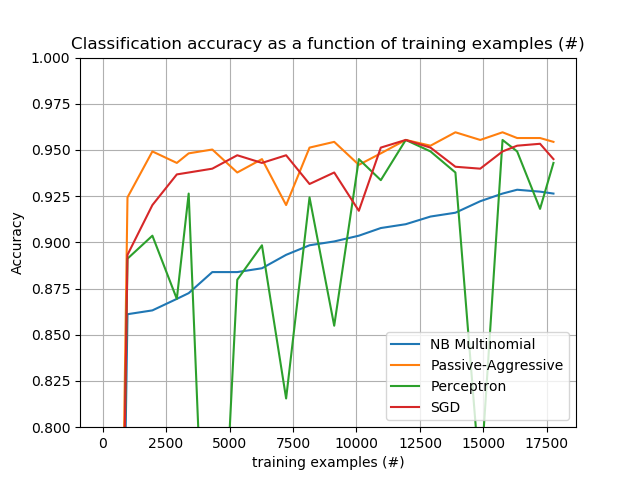 Classification accuracy as a function of training examples (#)
1.000
0.975
0.950
0.925
0.900
0.875
0.850
0.825
0.800
Accuracy
NB Multinomial
Passive-Aggressive
Perceptron
SGD
0 2500 5000 7500 10000 12500 15000 17500
training examples (#)